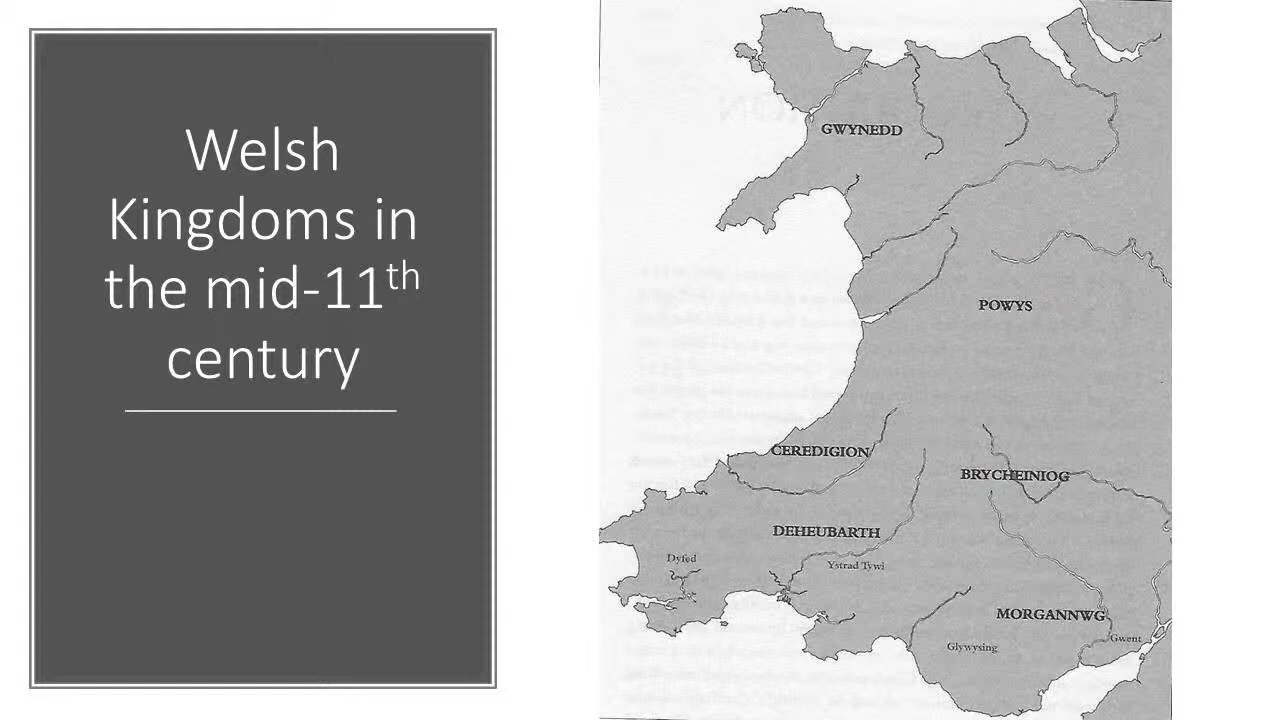 Welsh
Kingdoms in
the mid-11th
century
GWYNEDD
POWYS
CEREDIGION
BRYCHEINIOG
DEHEUBARTH
Dyfed
Ystrad Tywi
MORGANNWG
Gwent
Glywysing